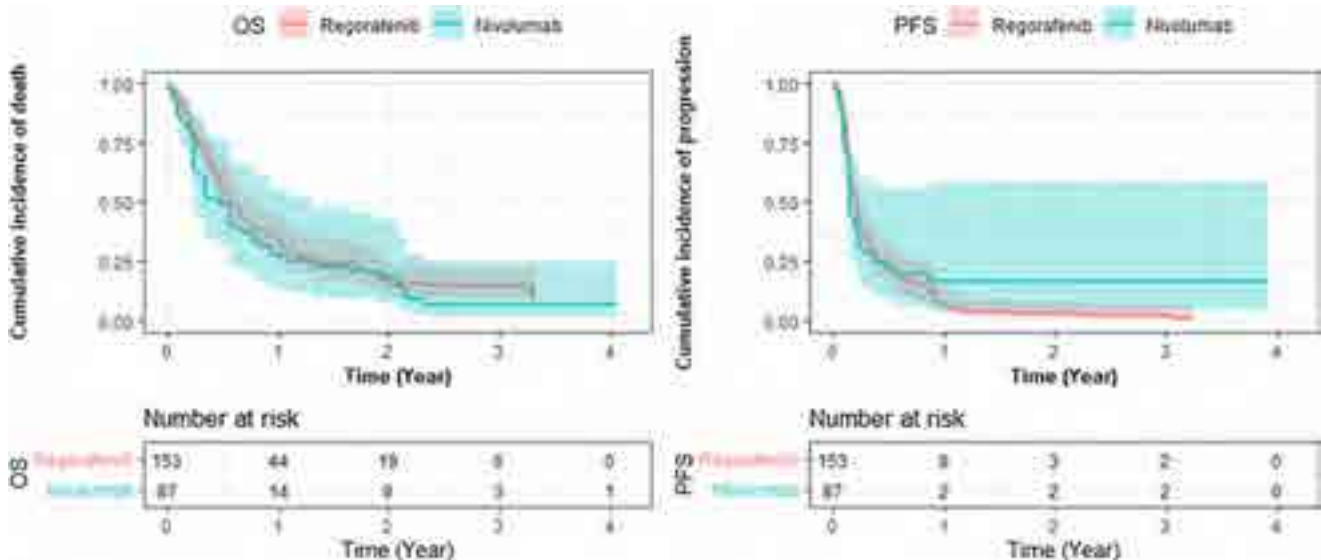 OS Regorafenib Nivolumab
Cumulative incidence of death
1.00
0.75
0.50
0.25
0.00
0 1 2 3 4
Time (Year)
Number at risk
OS
Regorafenib 153 44 19 0
Nivolumab 14 3 1
0 1 2 3 4
Time (Year)
PFS Regorafenib Nivolumab
Cumulative incidence of progression
1.00
0.75
0.50
0.25
0.00
0 1 2 3 4
Time (Year)
Number at risk
PFS
Regorafenib 153 3 2 0
Nivolumab 2 2 2 0
0 1 2 3 4
Time (Year)